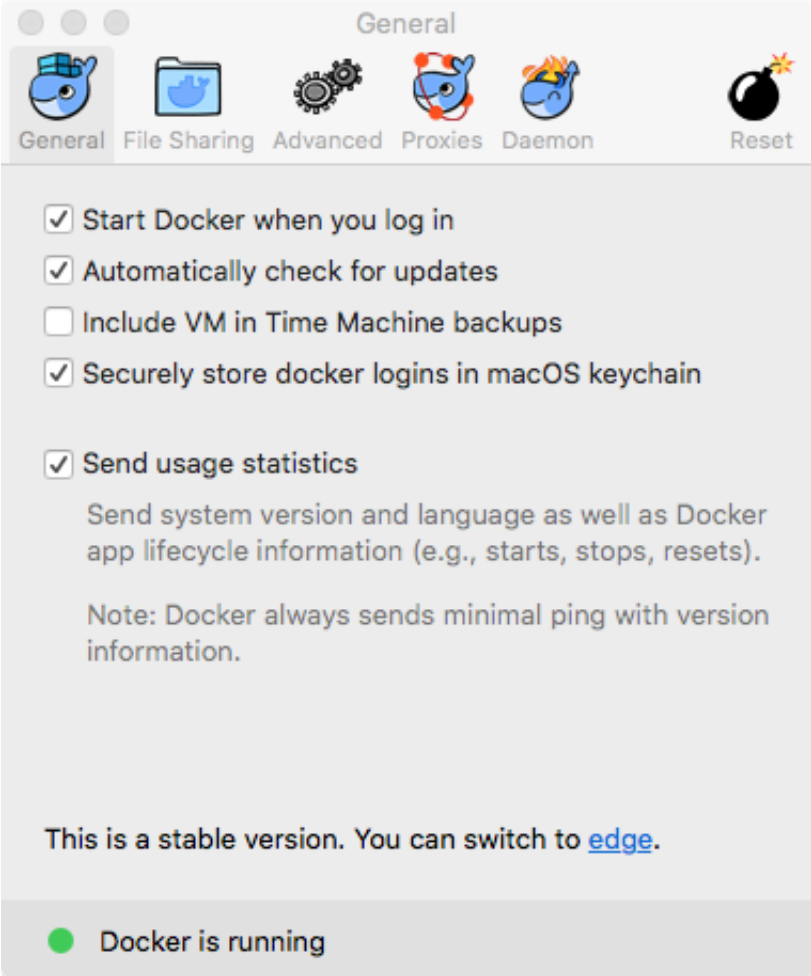 General
General File Sharing Advanced Proxies Daemon Reset
Start Docker when you log in
Automatically check for updates
Include VM in Time Machine backups
Securely store docker logins in macOS keychain
Send usage statistics
Send system version and language as well as Docker
app lifecycle information (e.g., starts, stops, resets).
Note: Docker always sends minimal ping with version
information.
This is a stable version. You can switch to edge.
Docker is running